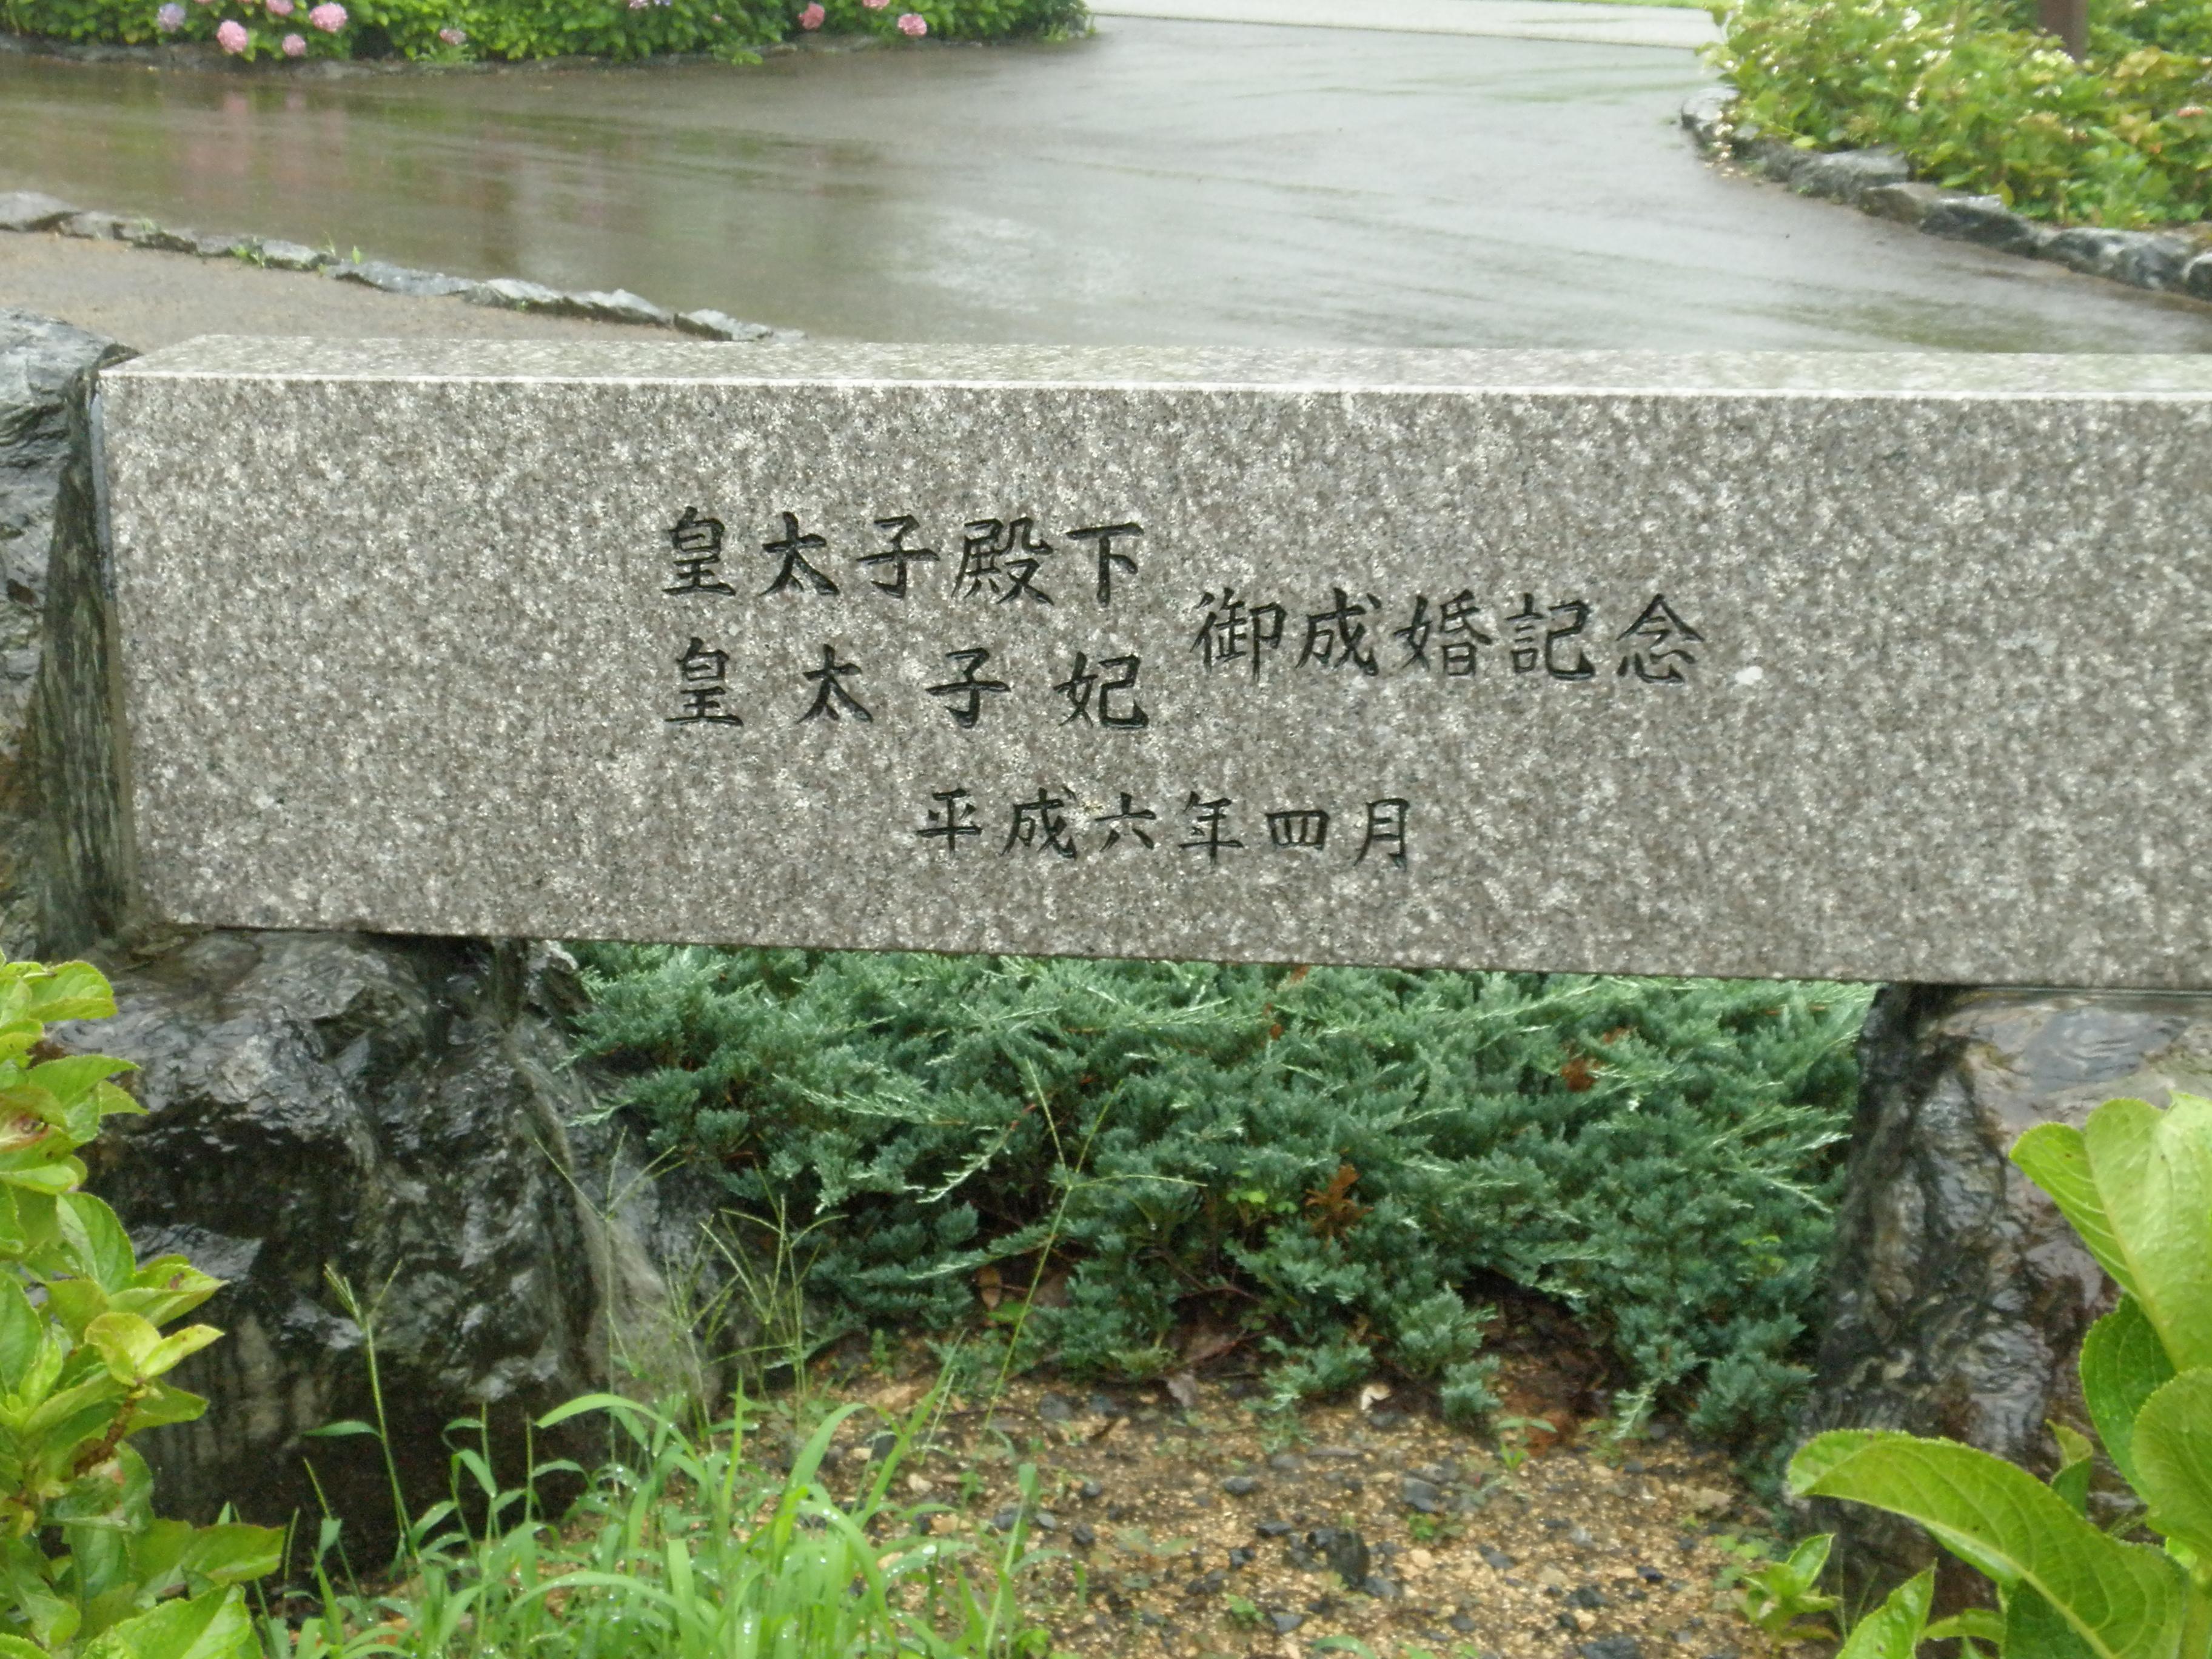 皇太子殿下
皇太子妃
御成婚記念
平成六年四月